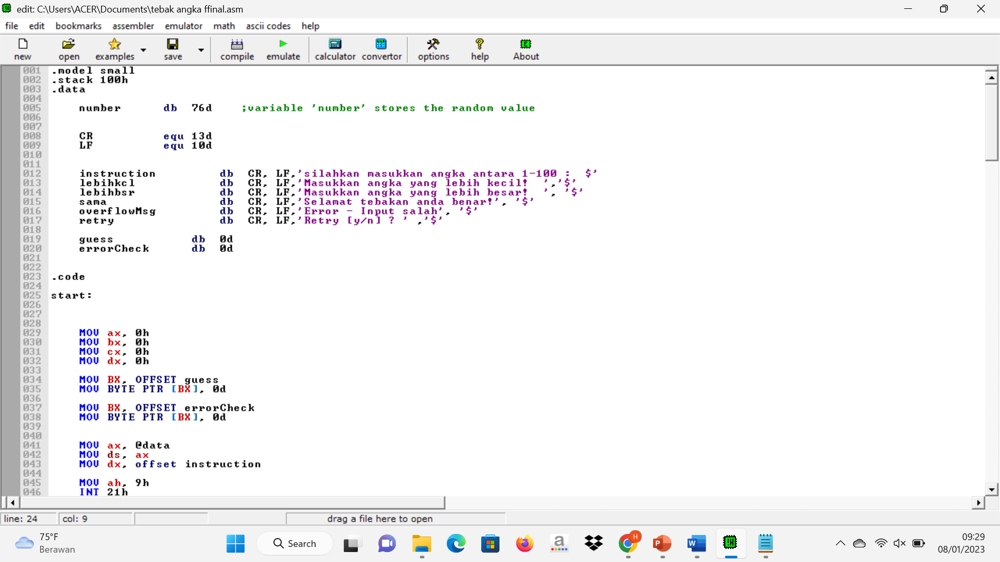 edit: C:\Users\ACER\Documents\tebak angka ffinal.asm
file edit bookmarks assembler emulator math ascii codes help
new open examples save compile emulate calculator convertor options help About
001 .model small
002 .stack 100h
003 .data
004
005 number db 76d ;variable 'number' stores the random value
006
007
008 CR equ 13d
009 LF equ 10d
010
011
012 instruction db CR, LF,'silahkan masukkan angka antara 1-100 : $'
013 lebihkcl db CR, LF,'Masukkan angka yang lebih kecil! ','$'
014 lebihbsr db CR, LF,'Masukkan angka yang lebih besar! ', '$'
015 sama db CR, LF,'Selamat tebakan anda benar!', '$'
016 overflowMsg db CR, LF,'Error - Input salah', '$'
017 retry db CR, LF,'Retry [y/n] ? ' ,'$'
018
019 guess db 0d
020 errorCheck db 0d
021
022
023 .code
024
025 start:
026
027
028
029 MOV ax, 0h
030 MOV bx, 0h
031 MOV cx, 0h
032 MOV dx, 0h
033
034 MOV BX, OFFSET guess
035 MOV BYTE PTR [BX], 0d
036
037 MOV BX, OFFSET errorCheck
038 MOV BYTE PTR [BX], 0d
039
040
041 MOV ax, @data
042 MOV ds, ax
043 MOV dx, offset instruction
044
045 MOV ah, 9h
046 INT 21h
line: 24 col: 9 drag a file here to open
75°F
Berawan
Search
09:29
08/01/2023